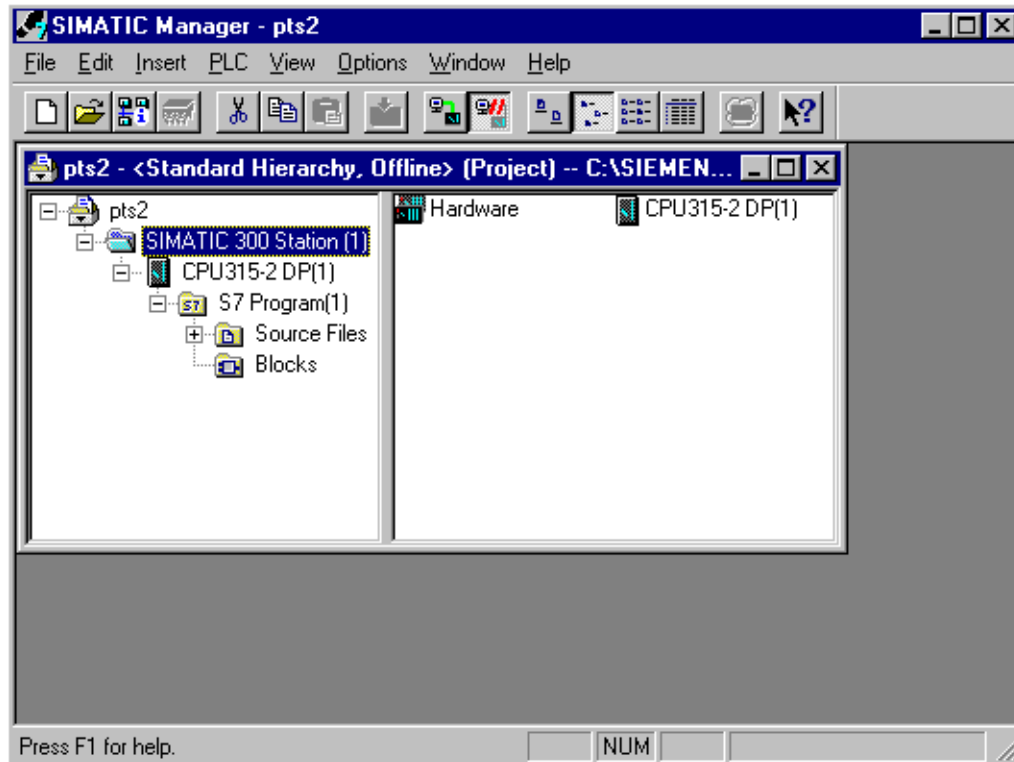 SIMATIC Manager - pts2
File Edit Insert PLC View Options Window Help
pts2 - <Standard Hierarchy, Offline> (Project) -- C:\SIEMEN...
pts2
SIMATIC 300 Station (1)
CPU315-2 DP(1)
S7 Program(1)
Source Files
Blocks
Hardware CPU315-2 DP(1)
Press F1 for help. NUM